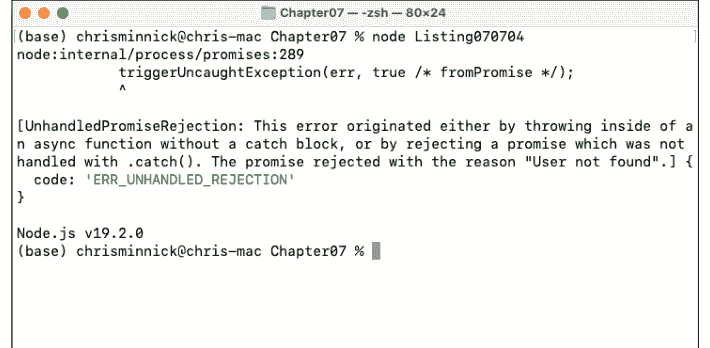 Chapter07 — -zsh — 80×24
(base) chrisminnick@chris-mac Chapter07 % node Listing070704
node:internal/process/promises:289
triggerUncaughtException(err, true /* fromPromise */);
^
[UnhandledPromiseRejection: This error originated either by throwing inside of a
n async function without a catch block, or by rejecting a promise which was not
handled with .catch(). The promise rejected with the reason "User not found".] {
code: 'ERR_UNHANDLED_REJECTION'
}
Node.js v19.2.0
(base) chrisminnick@chris-mac Chapter07 %